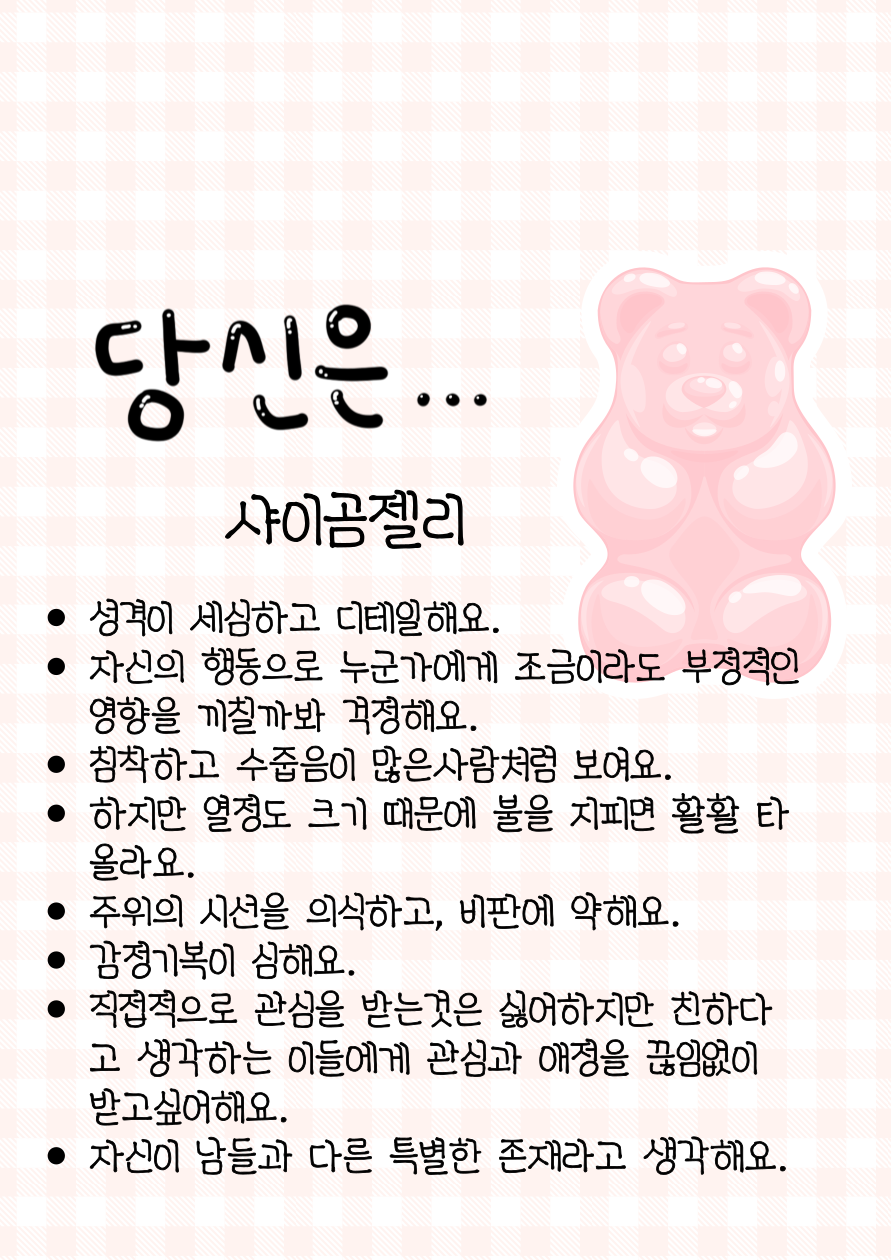 당신은...
샤이곰젤리
• 성격이 세심하고 디테일해요.
• 자신의 행동으로 누군가에게 조금이라도 부정적인
영향을 끼칠까봐 걱정해요.
• 침착하고 수줍음이 많은사람처럼 보여요.
• 하지만 열정도 크기 때문에 불을 지피면 활활 타
올라요.
• 주위의 시선을 의식하고, 비판에 약해요.
• 감정기복이 심해요.
• 직접적으로 관심을 받는것은 싫어하지만 친하다
고 생각하는 이들에게 관심과 애정을 끊임없이
받고싶어해요.
• 자신이 남들과 다른 특별한 존재라고 생각해요.